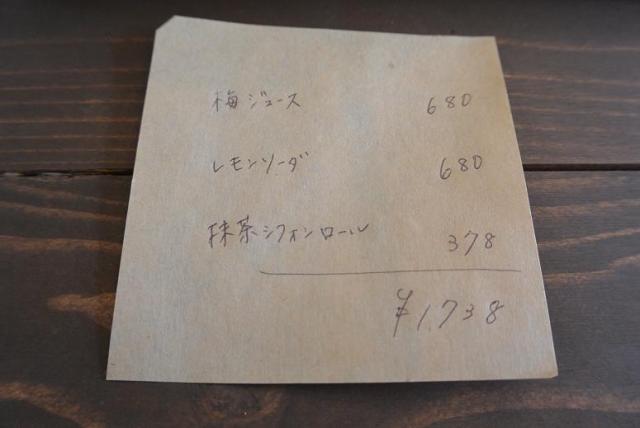 梅ジュース 680
レモンソーダ 680
抹茶シフォンロール 378
¥1,738